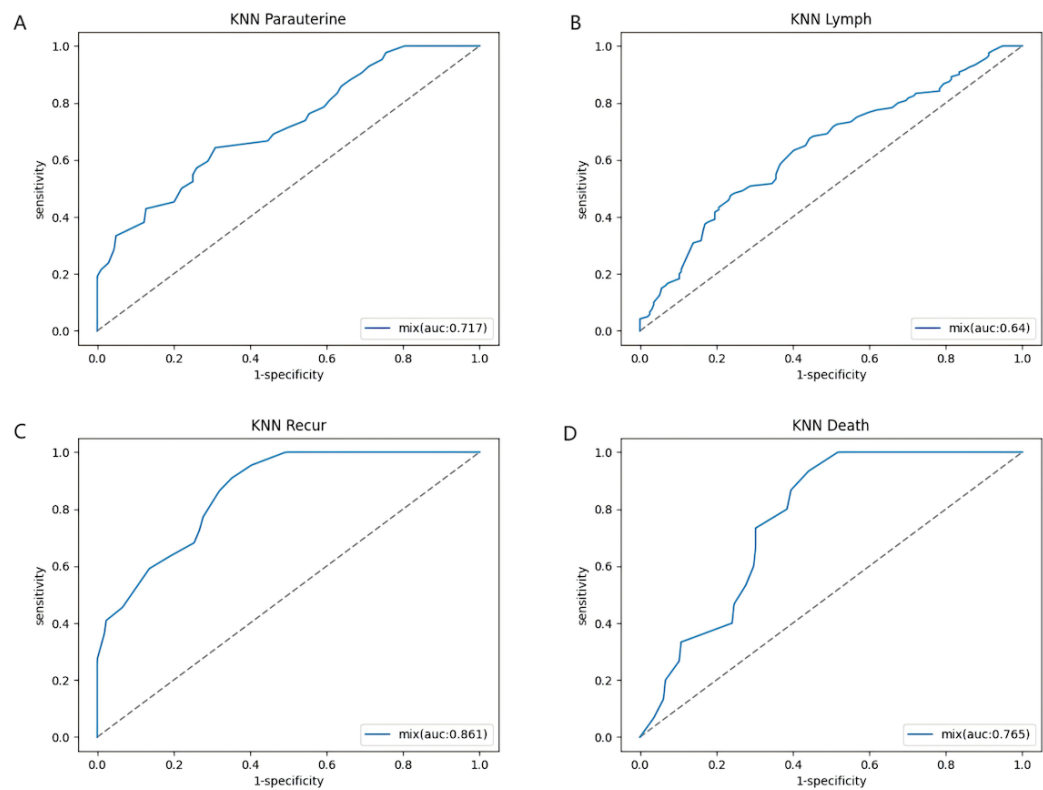 A
KNN Parauterine
1.0
0.8
0.6
0.4
0.2
0.0
sensitivity
mix(auc:0.717)
0.0 0.2 0.4 0.6 0.8 1.0
1-specificity
B
KNN Lymph
1.0
0.8
0.6
0.4
0.2
0.0
sensitivity
mix(auc:0.64)
0.0 0.2 0.4 0.6 0.8 1.0
1-specificity
C
KNN Recur
1.0
0.8
0.6
0.4
0.2
0.0
sensitivity
mix(auc:0.861)
0.0 0.2 0.4 0.6 0.8 1.0
1-specificity
D
KNN Death
1.0
0.8
0.6
0.4
0.2
0.0
sensitivity
mix(auc:0.765)
0.0 0.2 0.4 0.6 0.8 1.0
1-specificity